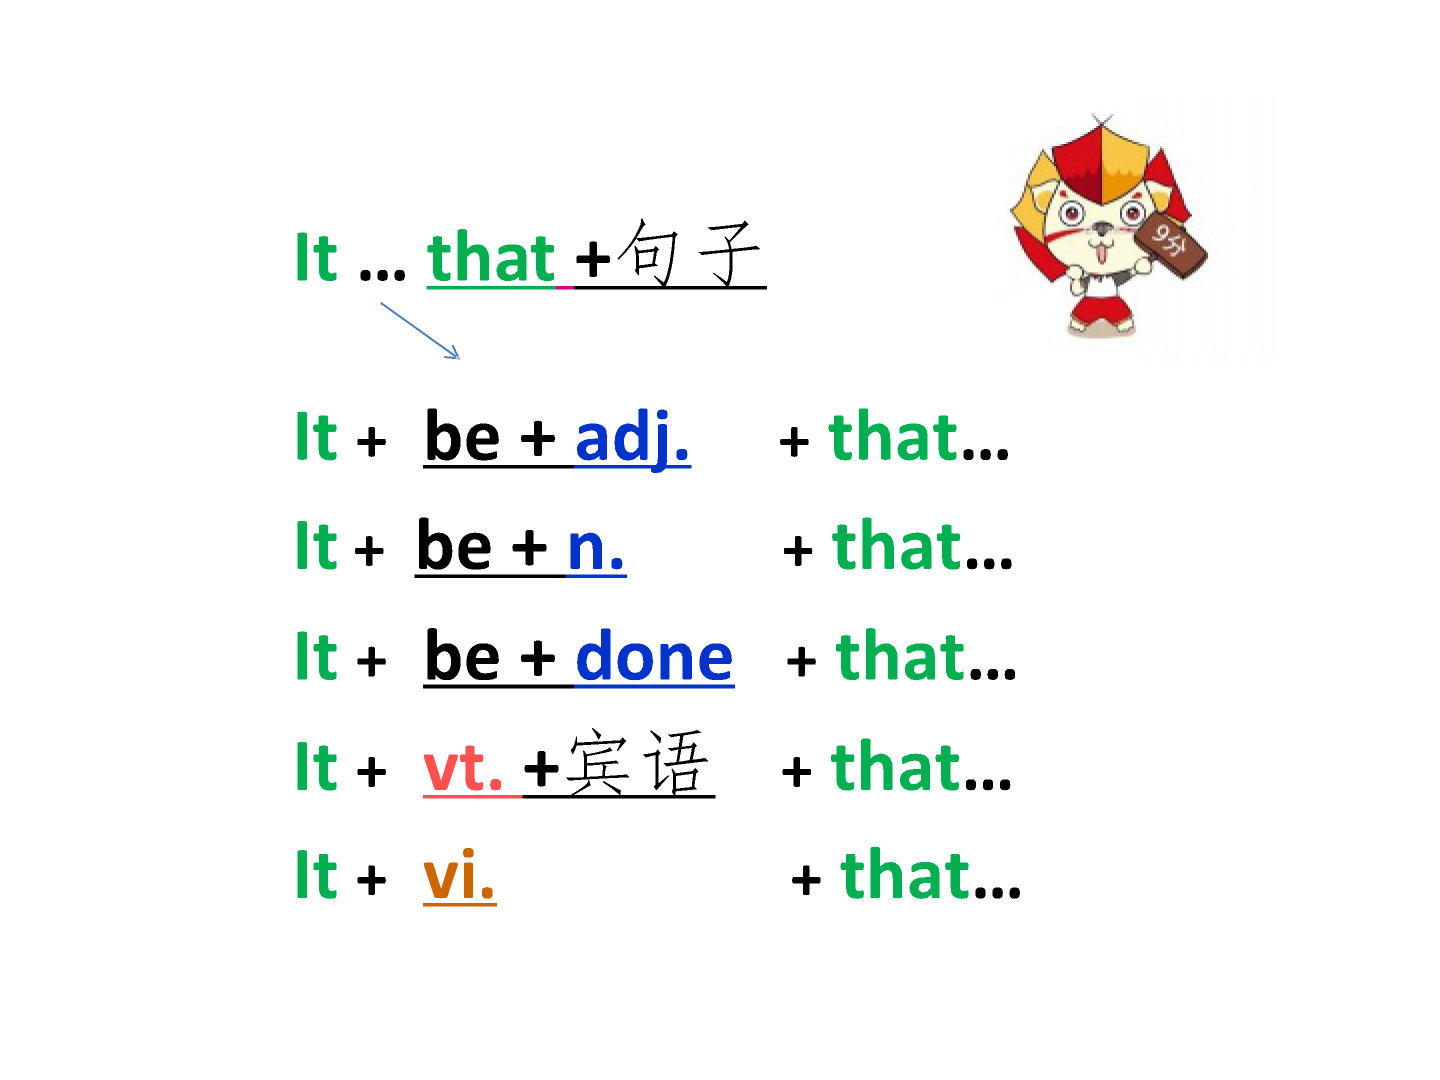 It … that +句子
9分
It + be + adj. + that…
It + be + n. + that…
It + be + done + that…
It + vt. +宾语 + that…
It + vi. + that…